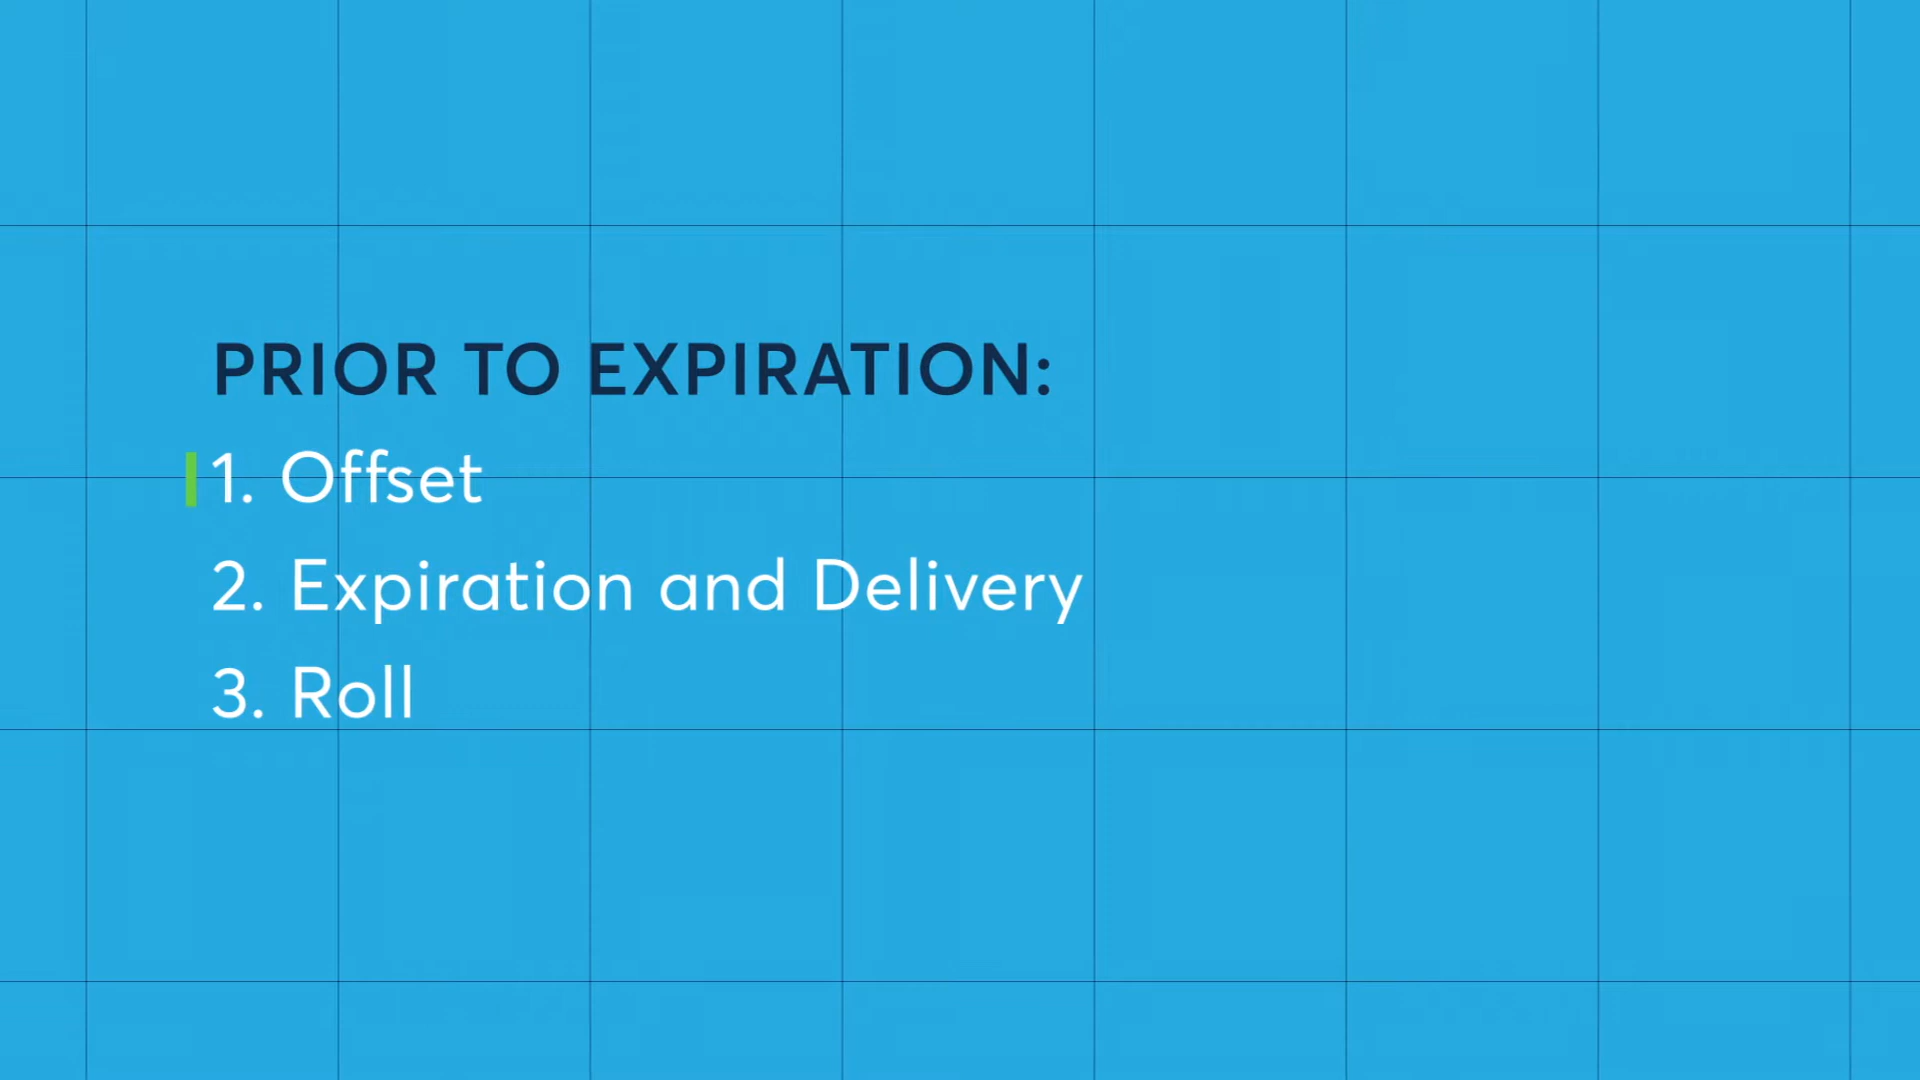 PRIOR TO EXPIRATION:
1. Offset
2. Expiration and Delivery
3. Roll